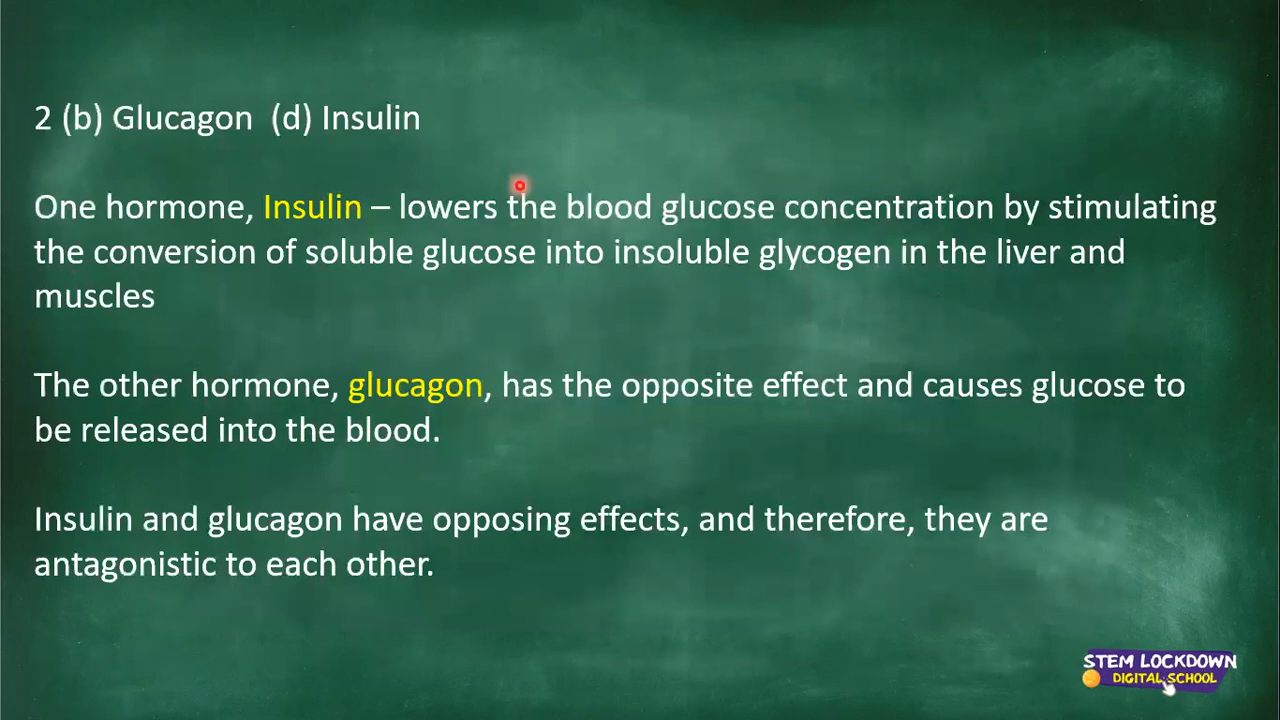 2 (b) Glucagon (d) Insulin
One hormone, Insulin – lowers the blood glucose concentration by stimulating
the conversion of soluble glucose into insoluble glycogen in the liver and
muscles
The other hormone, glucagon, has the opposite effect and causes glucose to
be released into the blood.
Insulin and glucagon have opposing effects, and therefore, they are
antagonistic to each other.
STEM LOCKDOWN
DIGITAL SCHOOL